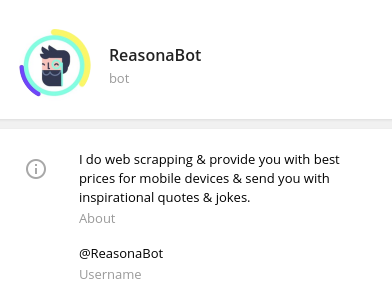 ReasonaBot
bot
I do web scrapping & provide you with best
prices for mobile devices & send you with
inspirational quotes & jokes.
About
@ReasonaBot
Username